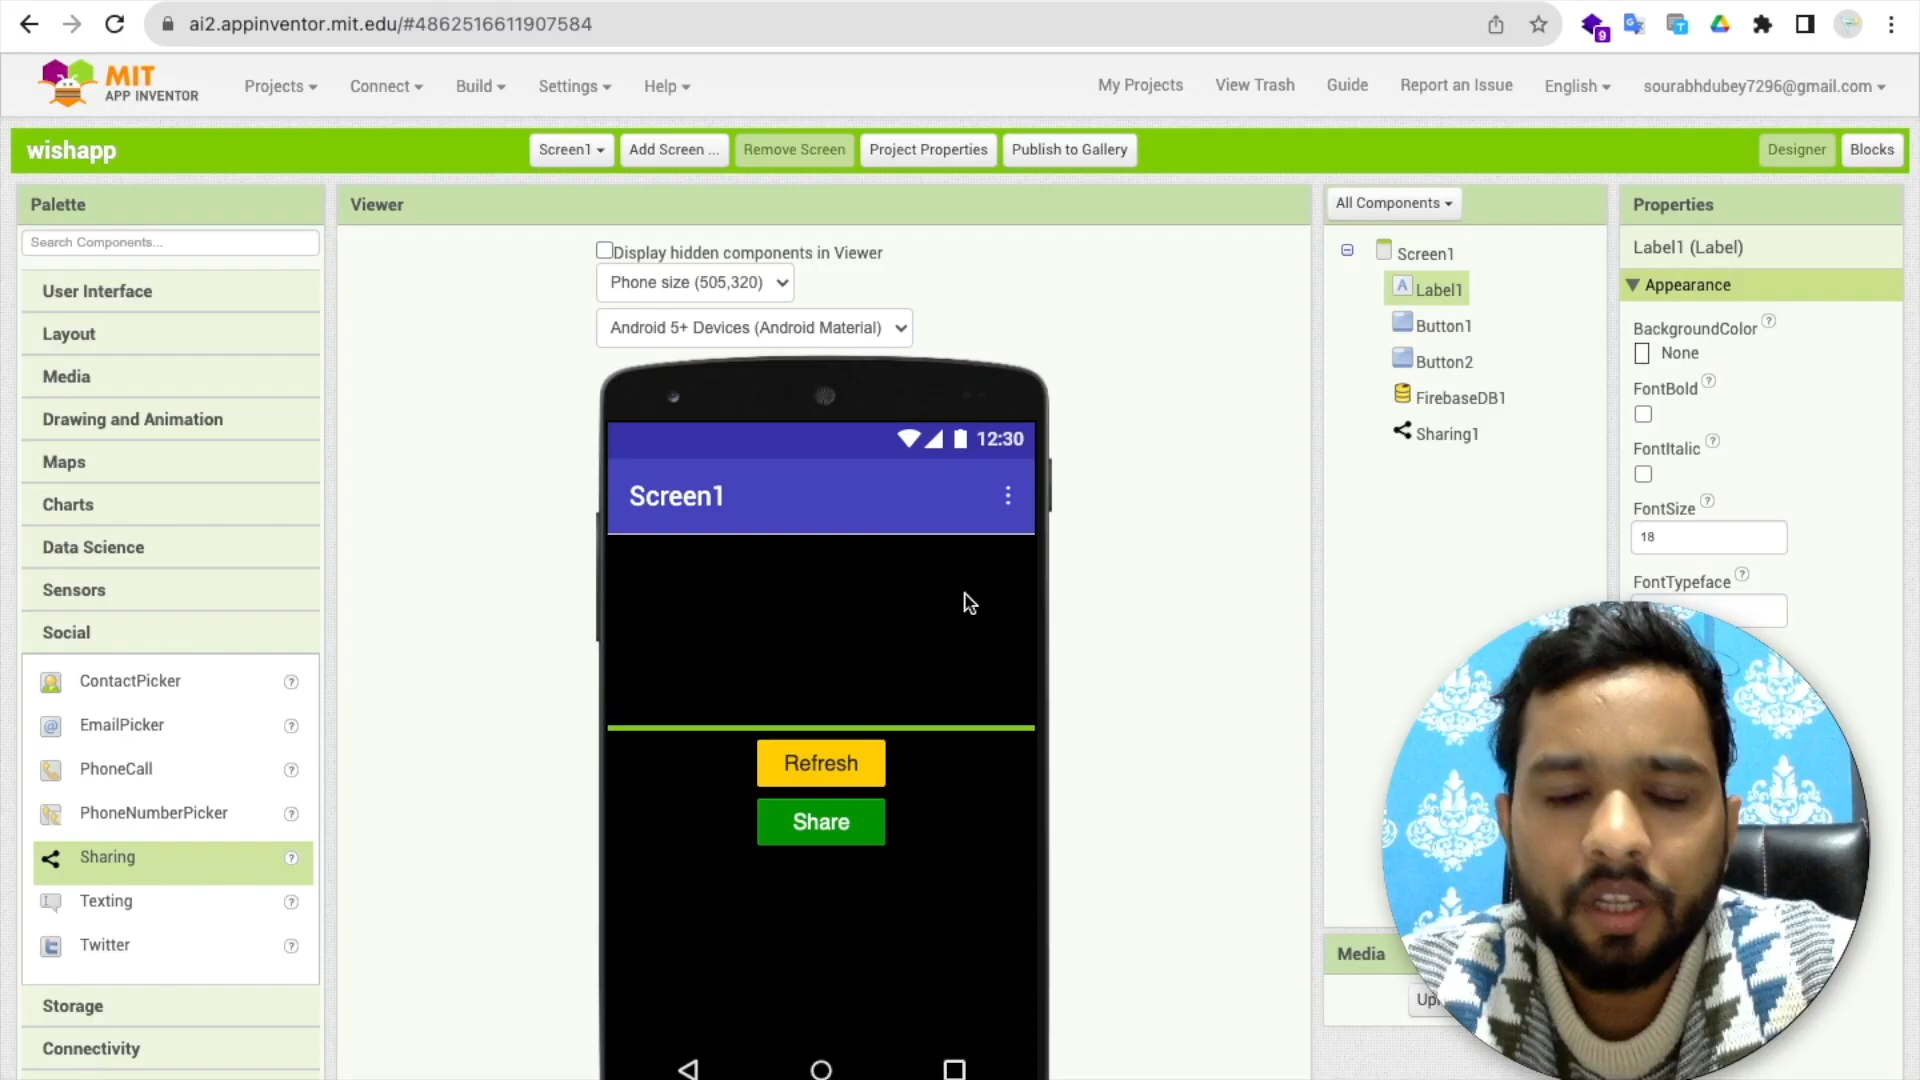 ai2.appinventor.mit.edu/#4862516611907584
9
MIT
APP INVENTOR
Projects
Connect
Build
Settings
Help
My Projects
View Trash
Guide
Report an Issue
English
sourabhdubey7296@gmail.com
wishapp
Screen1
Add Screen ...
Remove Screen
Project Properties
Publish to Gallery
Designer
Blocks
Palette
Search Components...
User Interface
Layout
Media
Drawing and Animation
Maps
Charts
Data Science
Sensors
Social
ContactPicker
EmailPicker
PhoneCall
PhoneNumberPicker
Sharing
Texting
Twitter
Storage
Connectivity
Viewer
Display hidden components in Viewer
Phone size (505,320)
Android 5+ Devices (Android Material)
12:30
Screen1
Refresh
Share
All Components
Screen1
Label1
Button1
Button2
FirebaseDB1
Sharing1
Media
Properties
Label1 (Label)
Appearance
BackgroundColor
None
FontBold
FontItalic
FontSize
18
FontTypeface